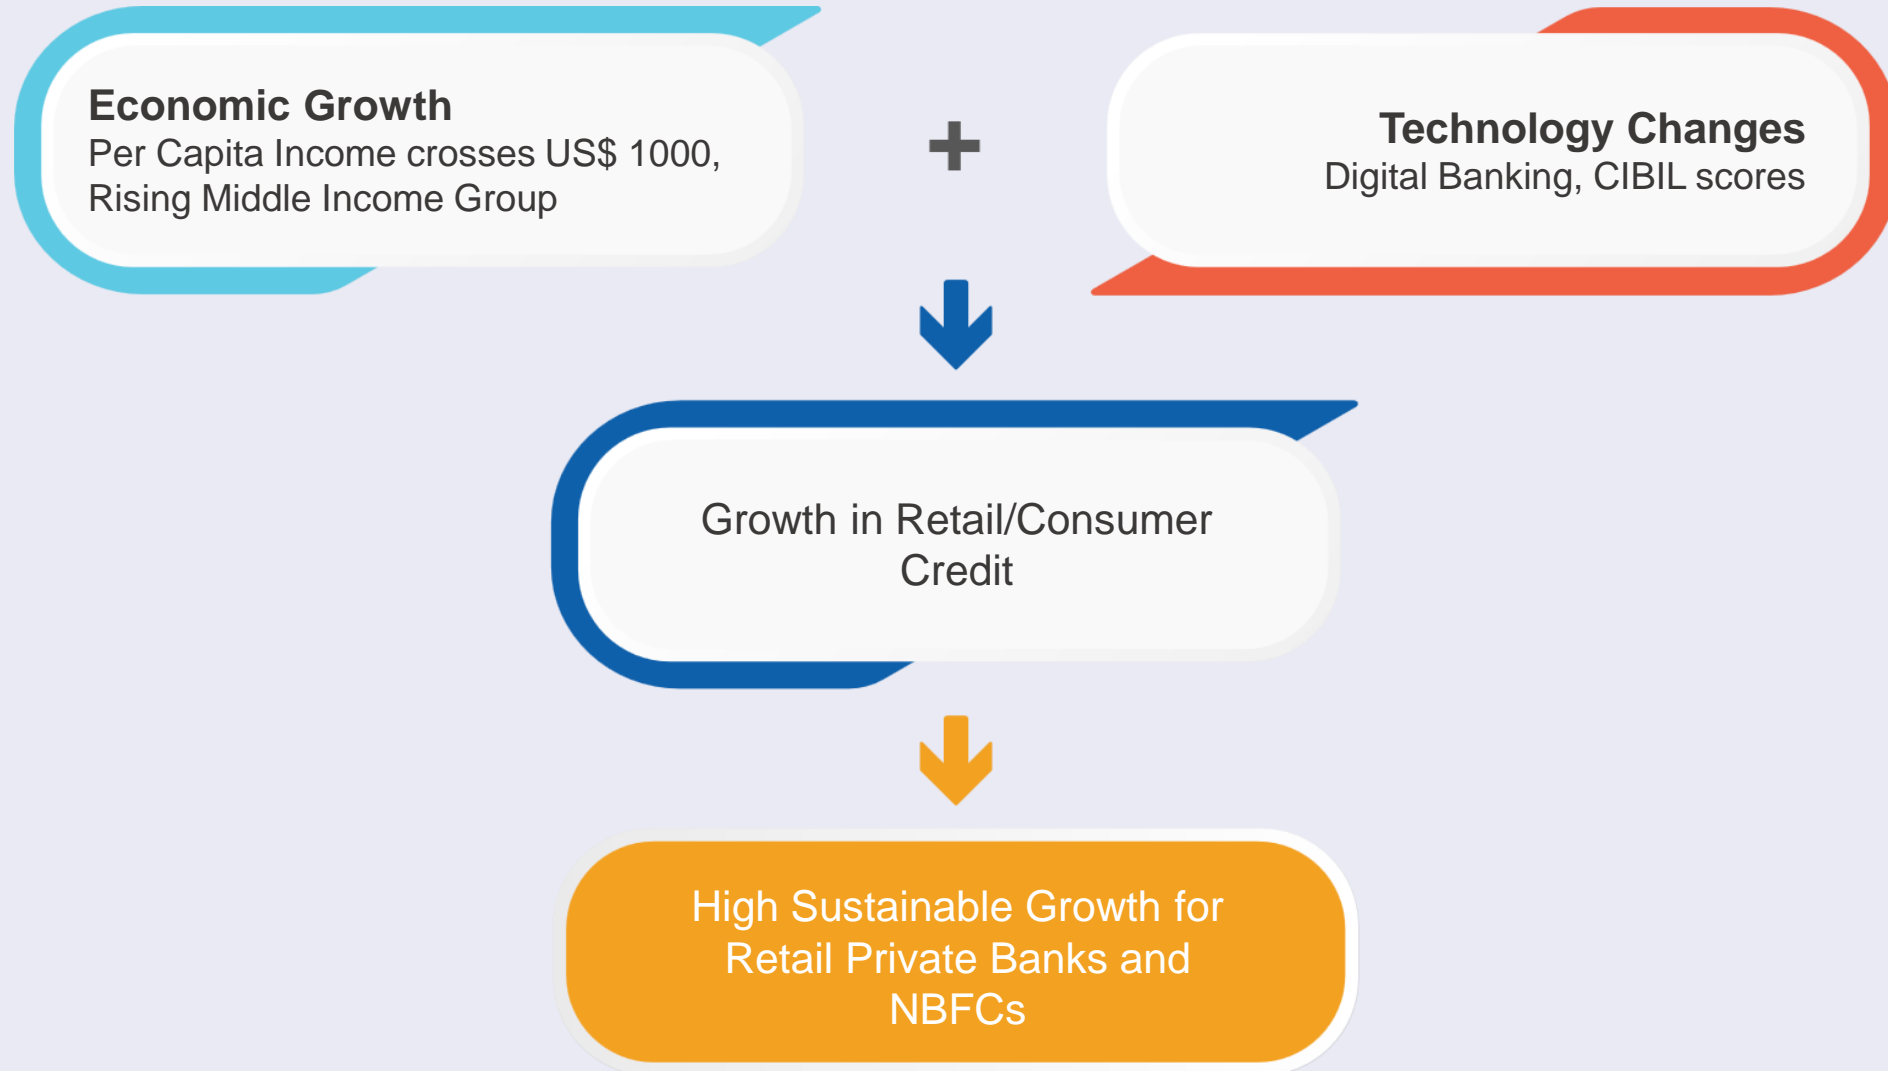 Economic Growth
Per Capita Income crosses US$ 1000,
Rising Middle Income Group
+
Technology Changes
Digital Banking, CIBIL scores
Growth in Retail/Consumer
Credit
High Sustainable Growth for
Retail Private Banks and
NBFCs